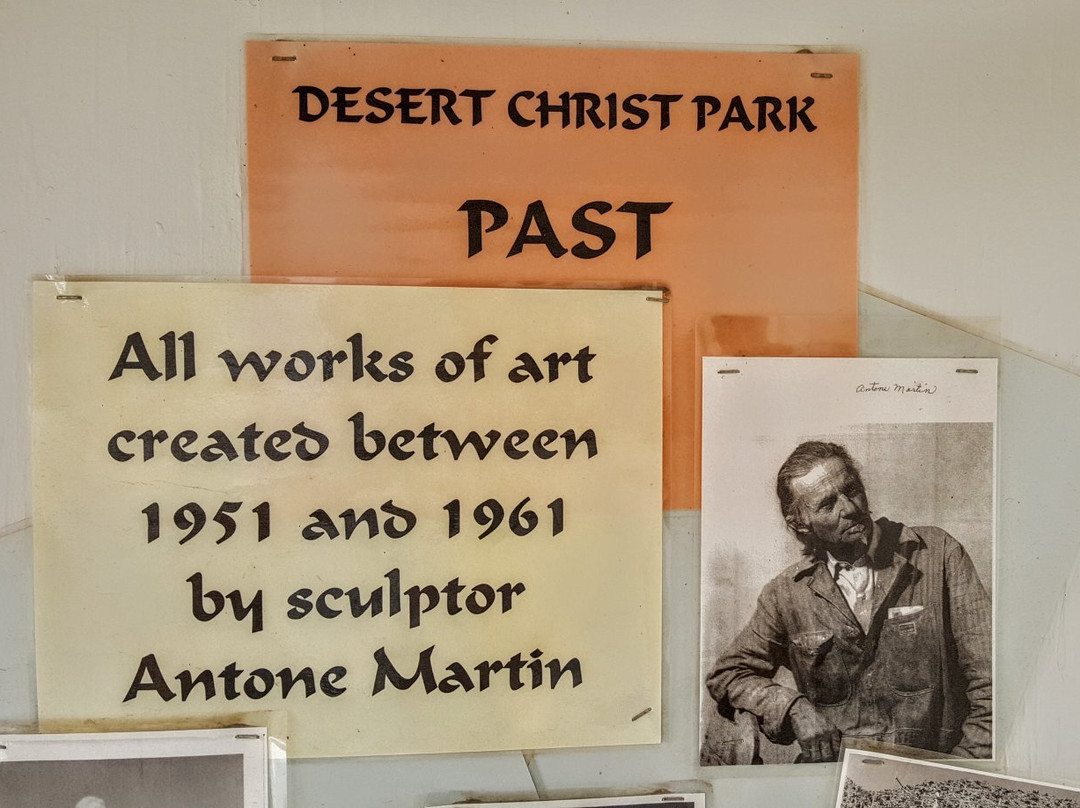 DESERT CHRIST PARK
PAST
All works of art
created between
1951 and 1961
by sculptor
Antone Martin
Antone Martin